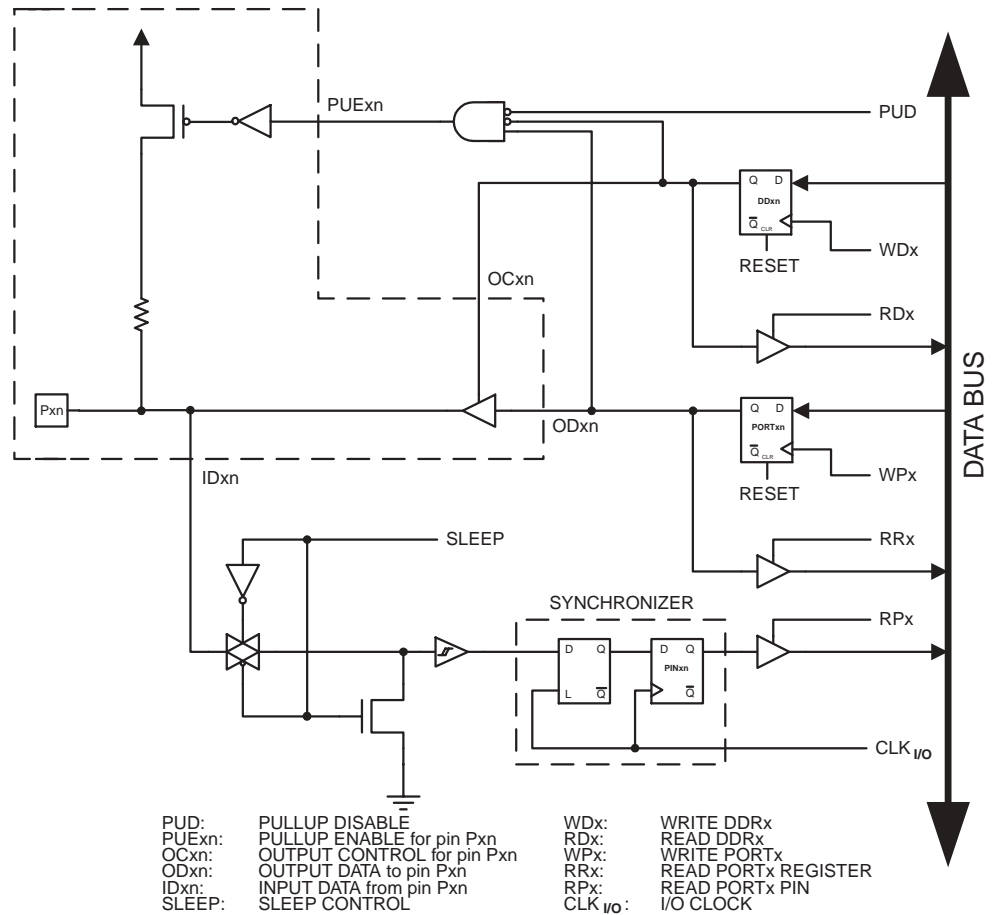 PUExn
PUD
Q D
DDxn
Q CLR
WDx
RESET
OCxn
RDx
Pxn
ODxn
Q D
PORTxn
Q CLR
WPx
RESET
IDxn
DATA BUS
SLEEP
RRx
SYNCHRONIZER
RPx
D Q
L Q
D Q
PINxn
Q
CLK I/O
PUD: PULLUP DISABLE
PUExn: PULLUP ENABLE for pin Pxn
OCxn: OUTPUT CONTROL for pin Pxn
ODxn: OUTPUT DATA to pin Pxn
IDxn: INPUT DATA from pin Pxn
SLEEP: SLEEP CONTROL
WDx: WRITE DDRx
RDx: READ DDRx
WPx: WRITE PORTx
RRx: READ PORTx REGISTER
RPx: READ PORTx PIN
CLK I/O: I/O CLOCK